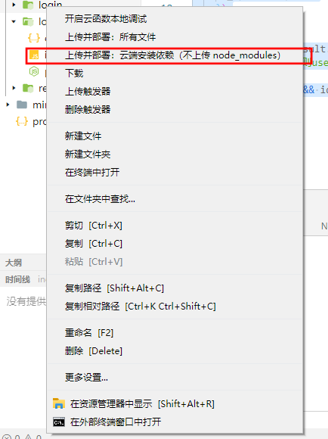 login
开启云函数本地调试
上传并部署：所有文件
上传并部署：云端安装依赖（不上传 node_modules）
下载
上传触发器
删除触发器
新建文件
新建文件夹
在终端中打开
在文件夹中查找...
剪切 [Ctrl+X]
复制 [Ctrl+C]
粘贴 [Ctrl+V]
复制路径 [Shift+Alt+C]
复制相对路径 [Ctrl+K Ctrl+Shift+C]
重命名 [F2]
删除 [Delete]
更多设置...
在资源管理器中显示 [Shift+Alt+R]
在外部终端窗口中打开
lo
re
min
pro
大纲
时间线 in
没有提供
0 0
sult
use
&& id
N